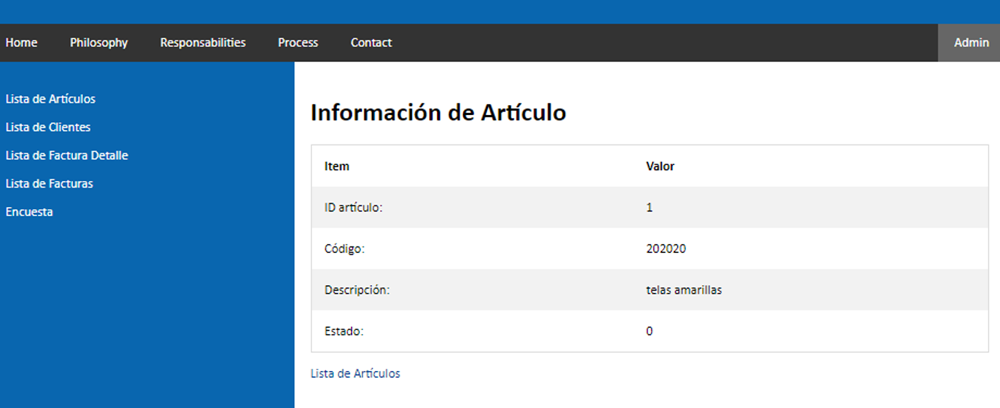 Home Philosophy Responsabilities Process Contact Admin
Lista de Artículos
Lista de Clientes
Lista de Factura Detalle
Lista de Facturas
Encuesta
Información de Artículo
Item Valor
ID artículo: 1
Código: 202020
Descripción: telas amarillas
Estado: 0
Lista de Artículos